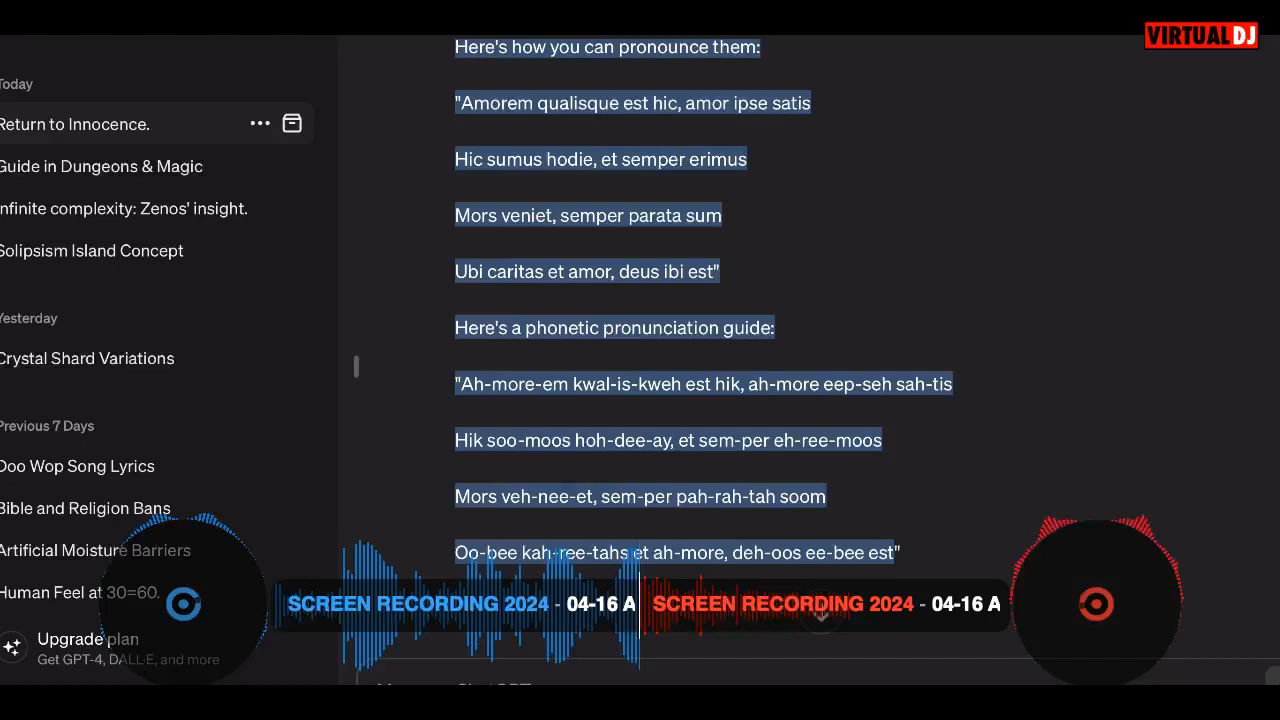 VIRTUAL DJ
Today
Return to Innocence.
Guide in Dungeons & Magic
nfinite complexity: Zenos' insight.
Solipsism Island Concept
Yesterday
Crystal Shard Variations
Previous 7 Days
Doo Wop Song Lyrics
Bible and Religion Bans
Artificial Moisture Barriers
Human Feel at 30=60.
Upgrade plan
Get GPT-4, DALL·E, and more
Here's how you can pronounce them:
"Amorem qualisque est hic, amor ipse satis
Hic sumus hodie, et semper erimus
Mors veniet, semper parata sum
Ubi caritas et amor, deus ibi est"
Here's a phonetic pronunciation guide:
"Ah-more-em kwal-is-kweh est hik, ah-more eep-seh sah-tis
Hik soo-moos hoh-dee-ay, et sem-per eh-ree-moos
Mors veh-nee-et, sem-per pah-rah-tah soom
Oo-bee kah-ree-tahs et ah-more, deh-oos ee-bee est"
SCREEN RECORDING 2024 - 04-16 A
SCREEN RECORDING 2024 - 04-16 A